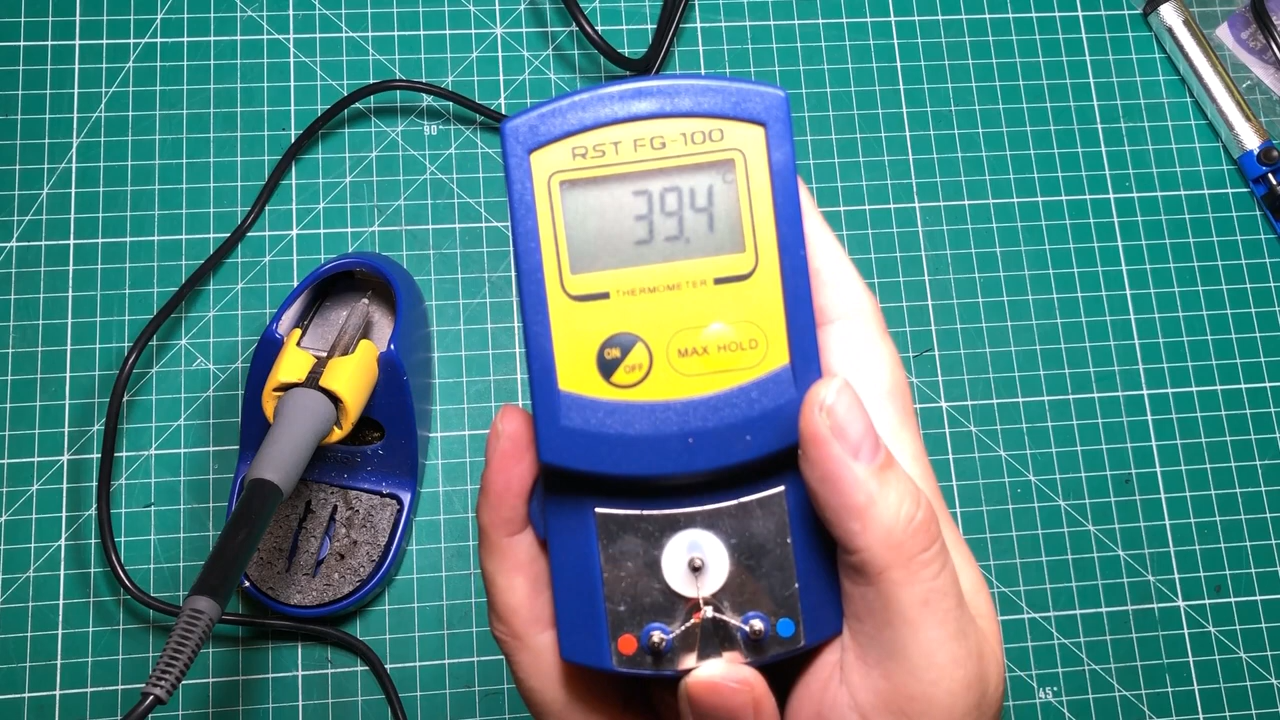 90°
RST FG-100
39.4
°C
THERMOMETER
ON
OFF
MAX HOLD
45°